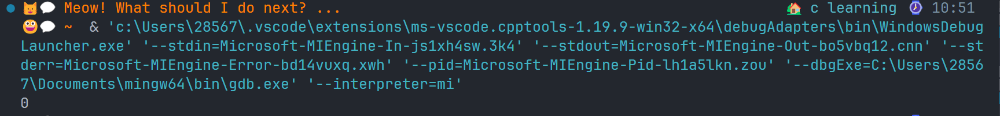 Meow! What should I do next? ... c learning 10:51
~ & 'c:\Users\28567\.vscode\extensions\ms-vscode.cpptools-1.19.9-win32-x64\debugAdapters\bin\WindowsDebug
Launcher.exe' '--stdin=Microsoft-MIEngine-In-js1xh4sw.3k4' '--stdout=Microsoft-MIEngine-Out-bo5vbq12.cnn' '--st
derr=Microsoft-MIEngine-Error-bd14vuxq.xwh' '--pid=Microsoft-MIEngine-Pid-lh1a5lkn.zou' '--dbgExe=C:\Users\2856
7\Documents\mingw64\bin\gdb.exe' '--interpreter=mi'
0